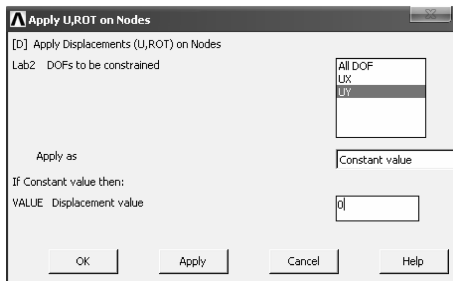 Apply U,ROT on Nodes
[D] Apply Displacements (U,ROT) on Nodes
Lab2 DOFs to be constrained
All DOF
UX
UY
Apply as
Constant value
If Constant value then:
VALUE Displacement value
0
OK Apply Cancel Help